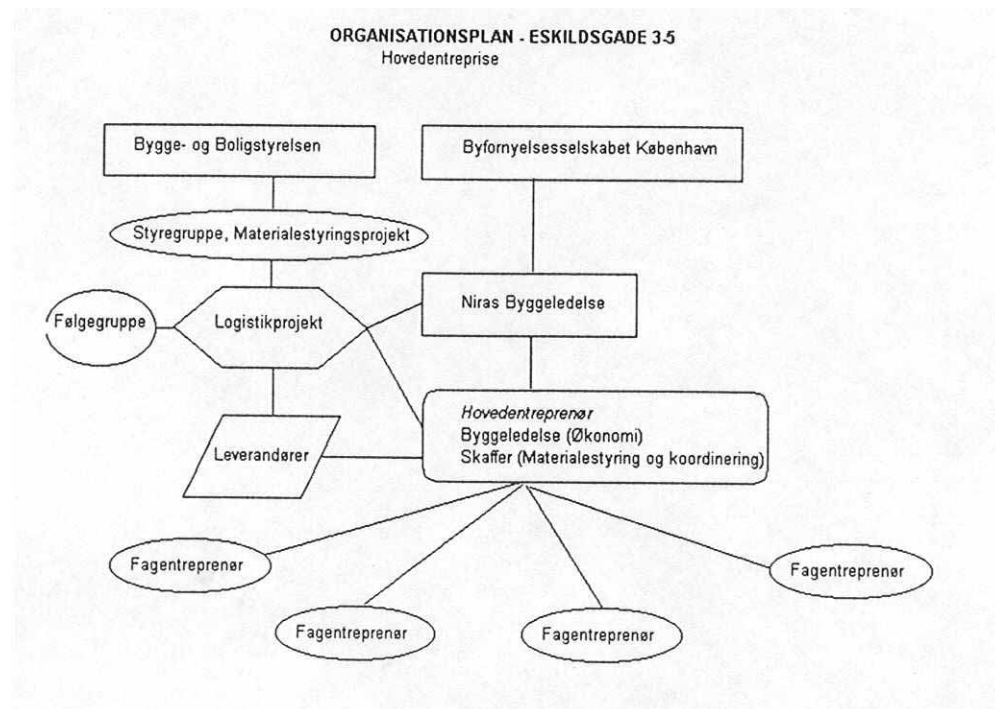 ORGANISATIONSPLAN - ESKILDSGADE 3-5
Hovedentreprise
Bygge- og Boligstyrelsen
Byfornyelsesselskabet København
Styregruppe, Materialestyringsprojekt
Følgegruppe
Logistikprojekt
Niras Byggeledelse
Hovedentreprenør
Byggeledelse (Økonomi)
Skaffer (Materialestyring og koordinering)
Leverandører
Fagentreprenør
Fagentreprenør
Fagentreprenør
Fagentreprenør